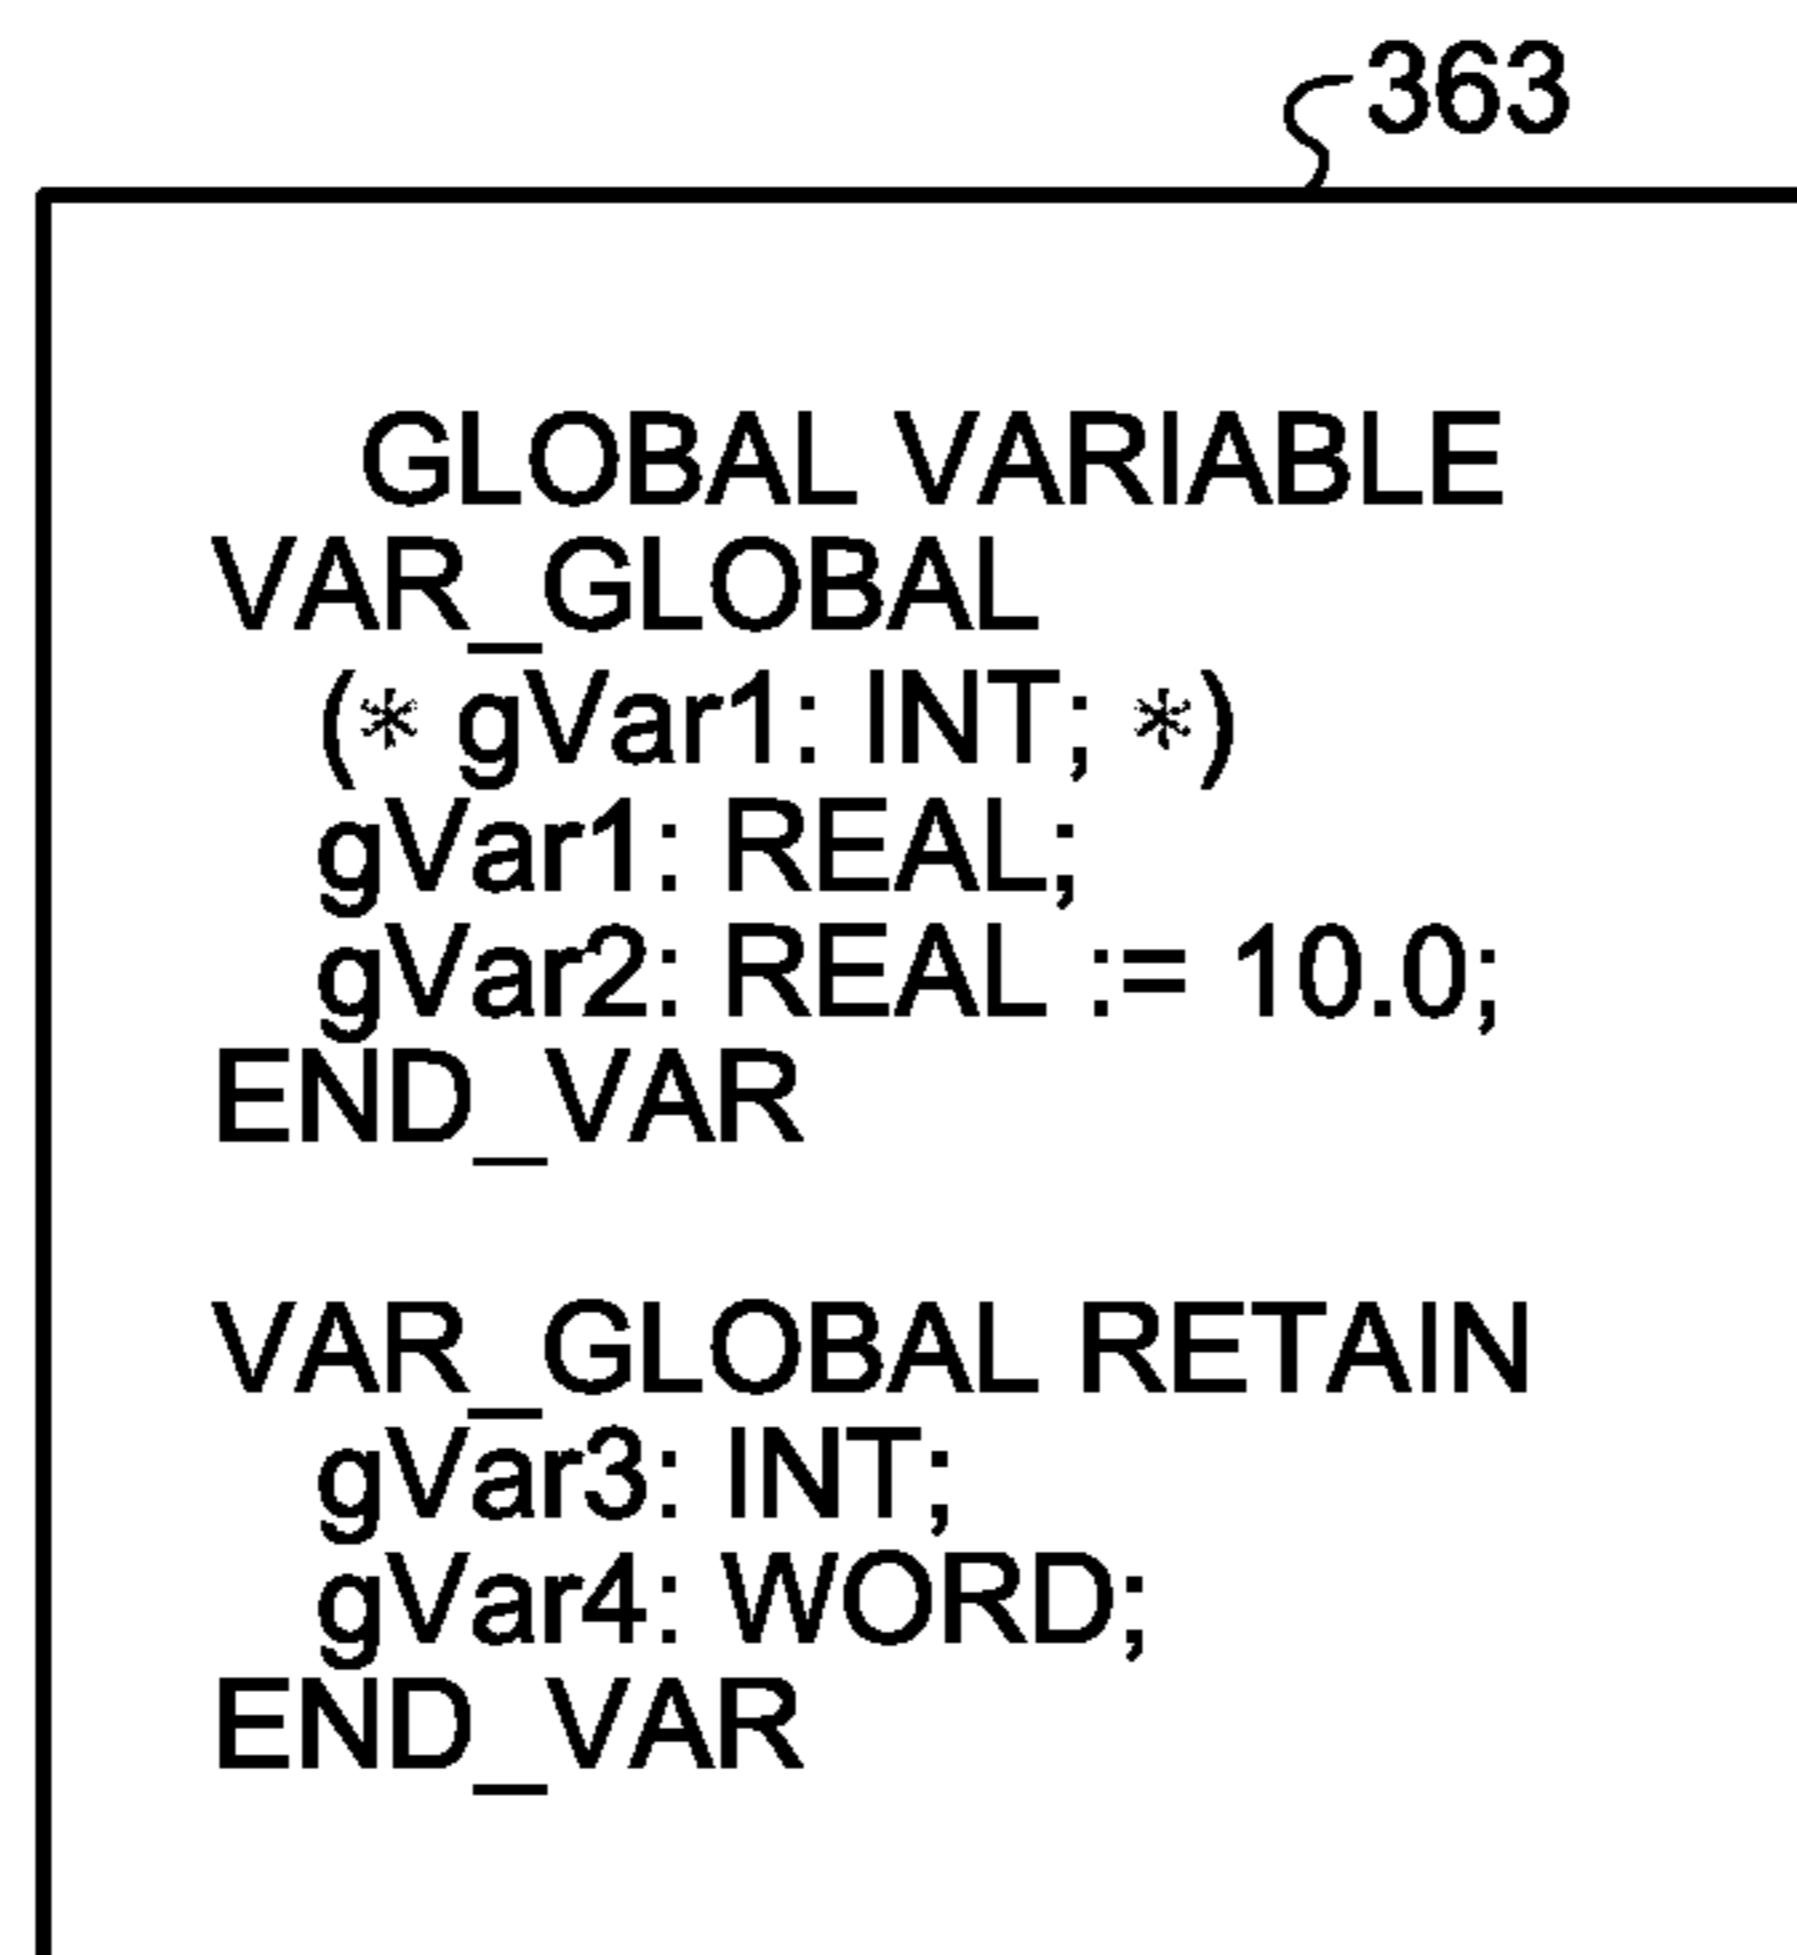 363
GLOBAL VARIABLE
VAR_GLOBAL
(* gVar1: INT; *)
gVar1: REAL;
gVar2: REAL := 10.0;
END_VAR
VAR_GLOBAL RETAIN
gVar3: INT;
gVar4: WORD;
END_VAR